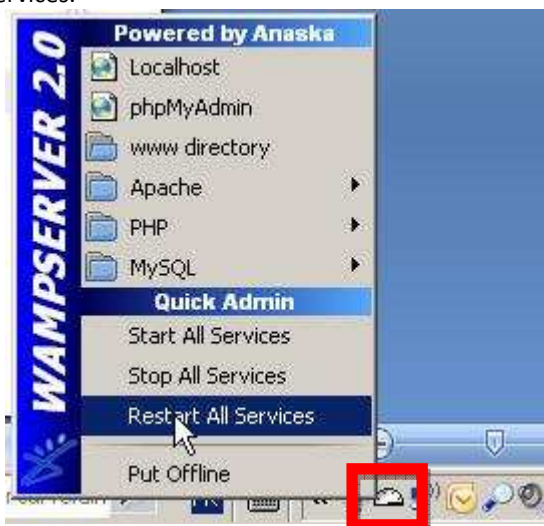 Powered by Anaska
Localhost
phpMyAdmin
www directory
Apache
PHP
MySQL
Quick Admin
Start All Services
Stop All Services
Restart All Services
Put Offline
WAMPSERVER 2.0